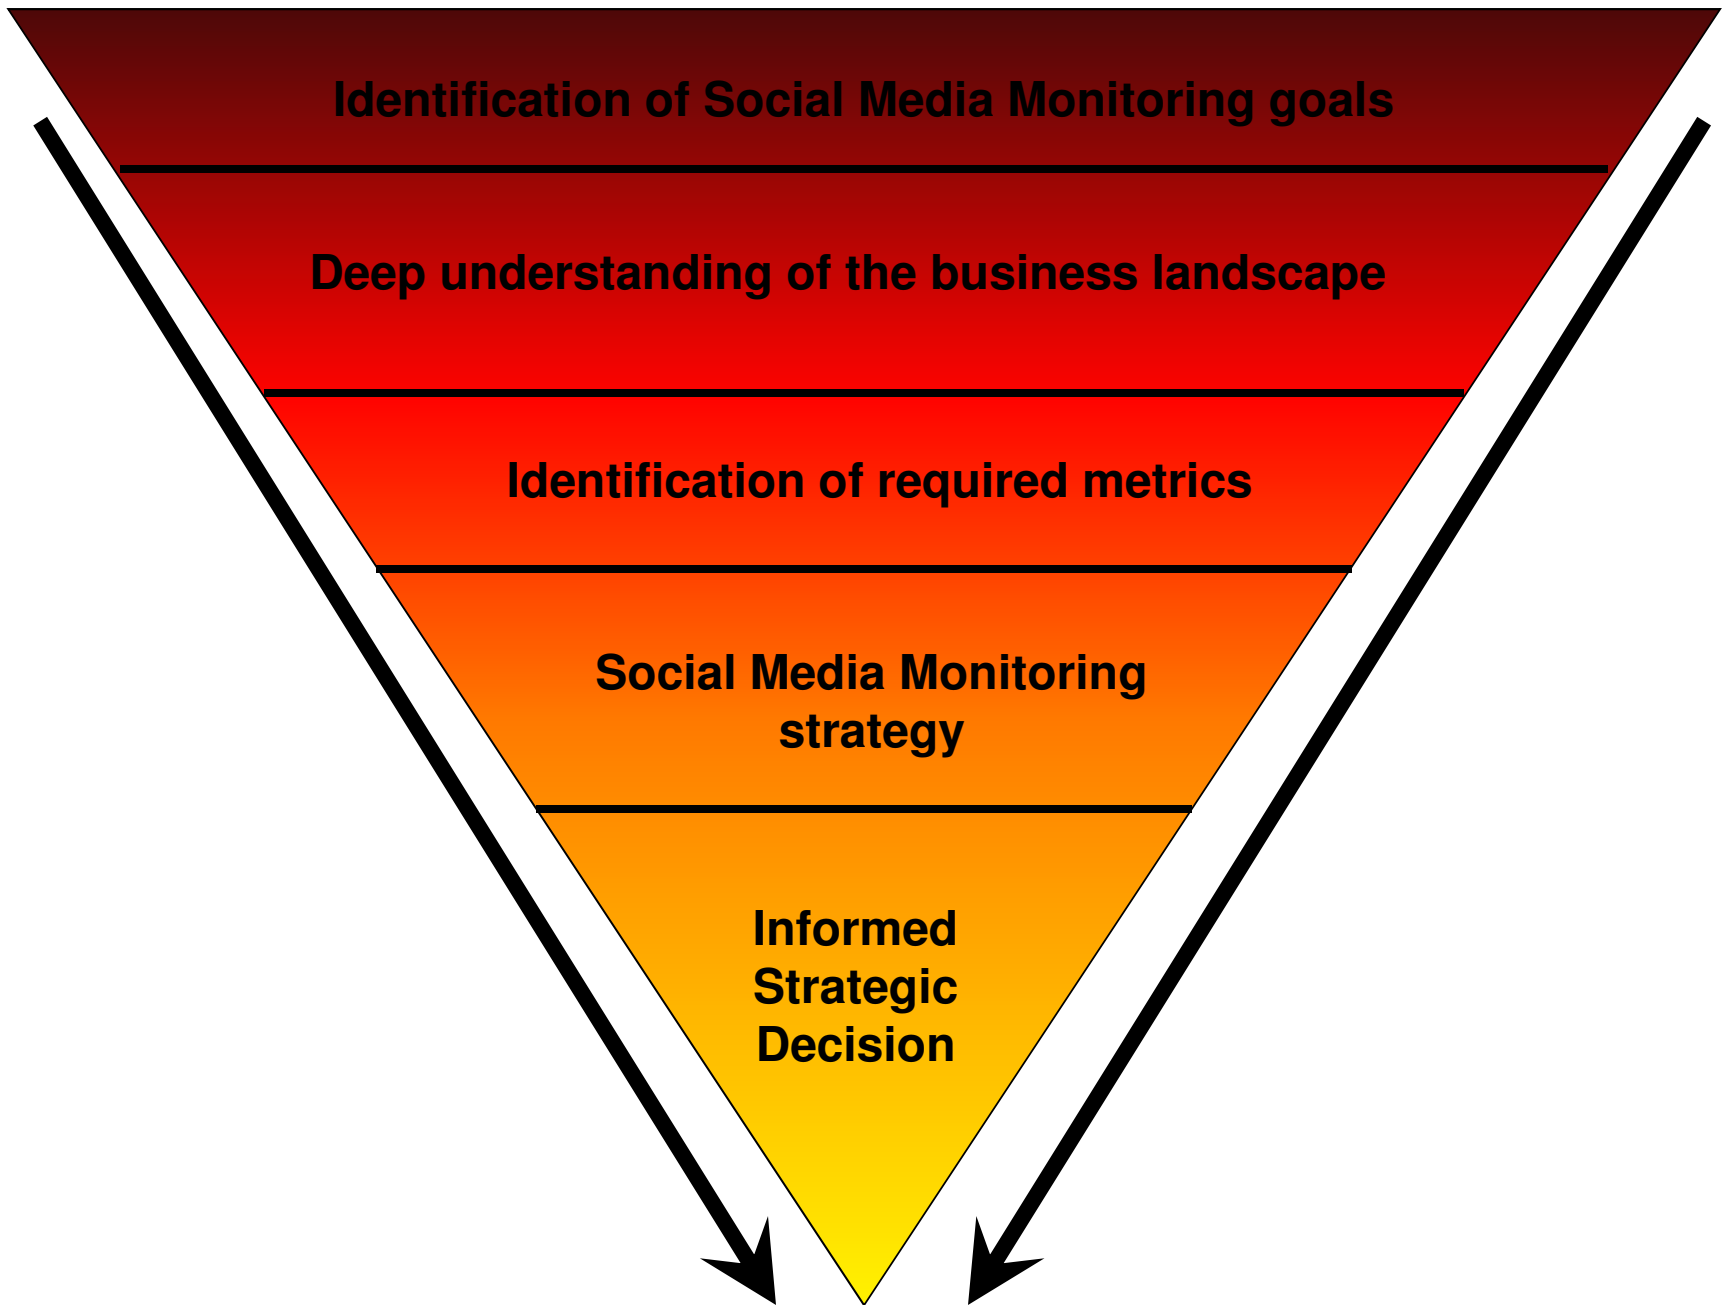 Identification of Social Media Monitoring goals
Deep understanding of the business landscape
Identification of required metrics
Social Media Monitoring
strategy
Informed
Strategic
Decision